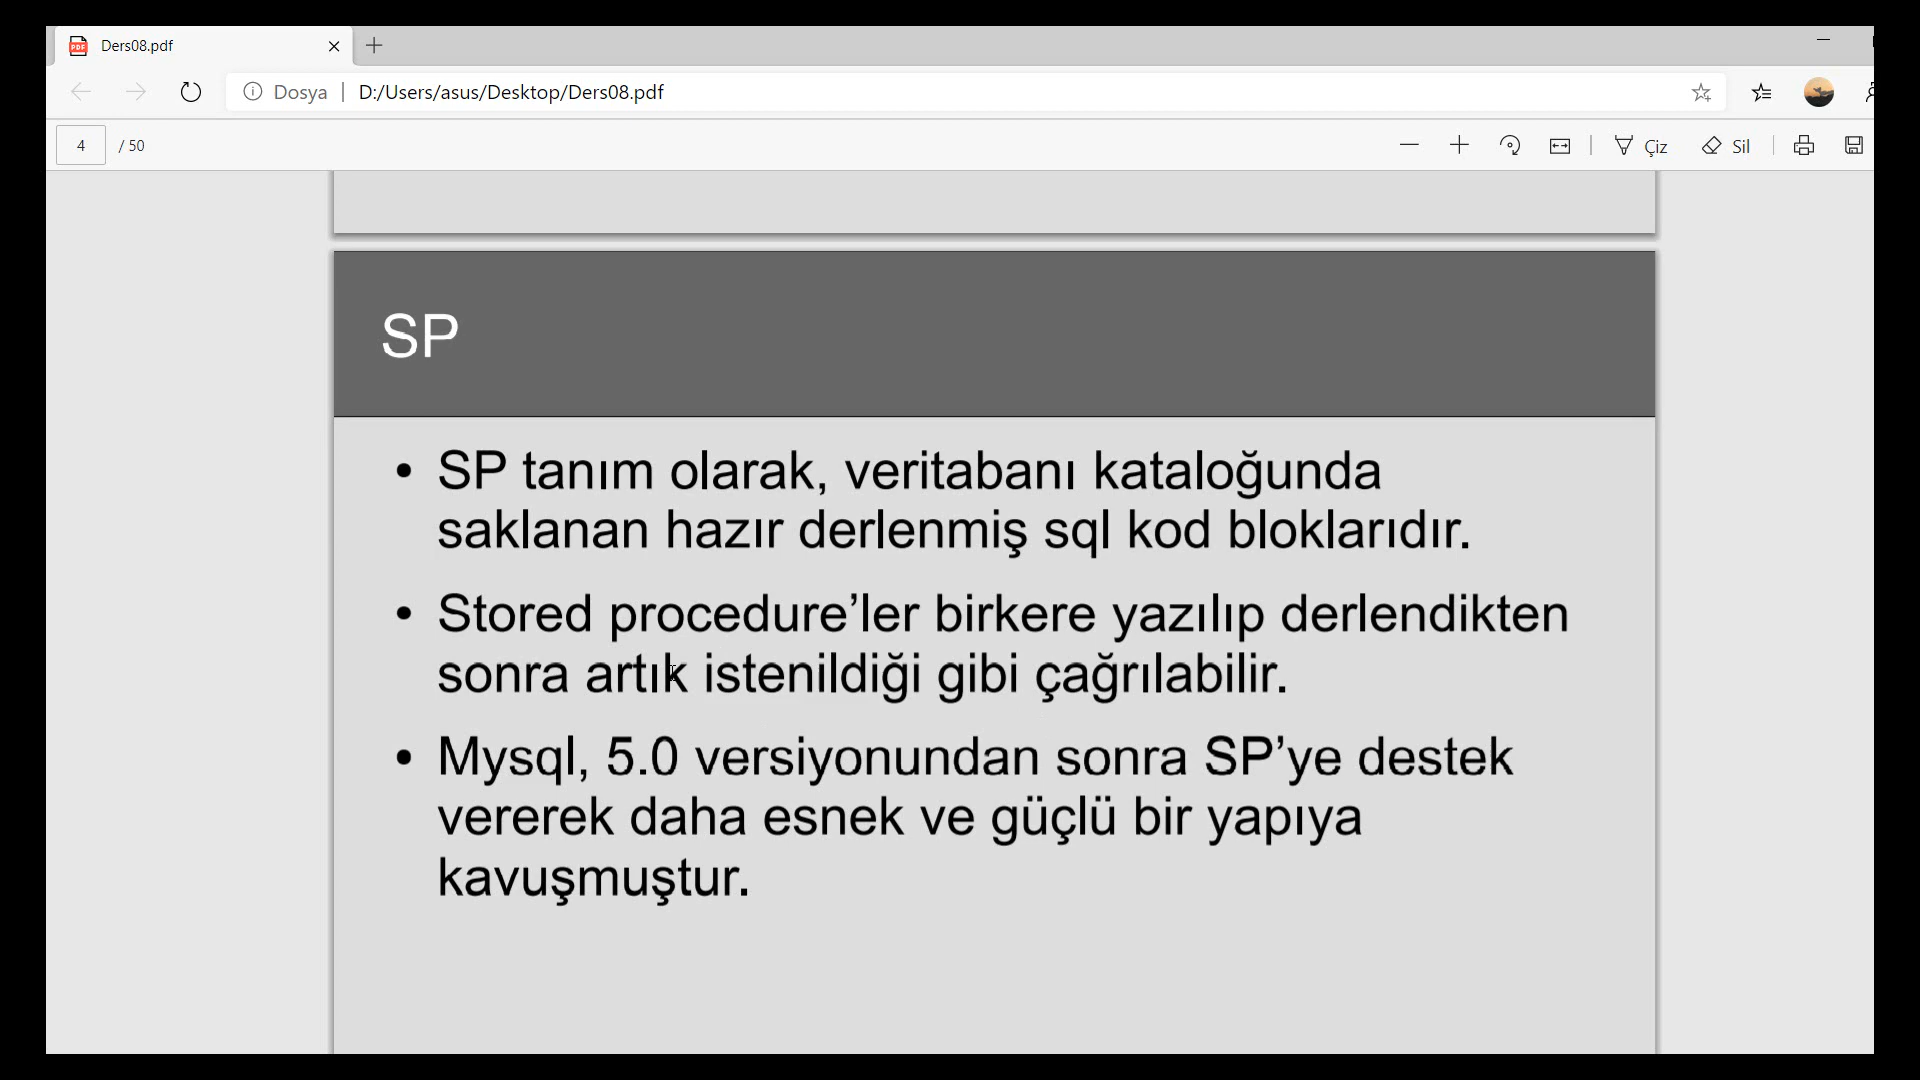 Ders08.pdf
Dosya | D:/Users/asus/Desktop/Ders08.pdf
4 / 50
Çiz
Sil
SP
• SP tanım olarak, veritabanı kataloğunda
saklanan hazır derlenmiş sql kod bloklarıdır.
• Stored procedure’ler birkere yazılıp derlendikten
sonra artık istenildiği gibi çağrılabilir.
• Mysql, 5.0 versiyonundan sonra SP’ye destek
vererek daha esnek ve güçlü bir yapıya
kavuşmuştur.